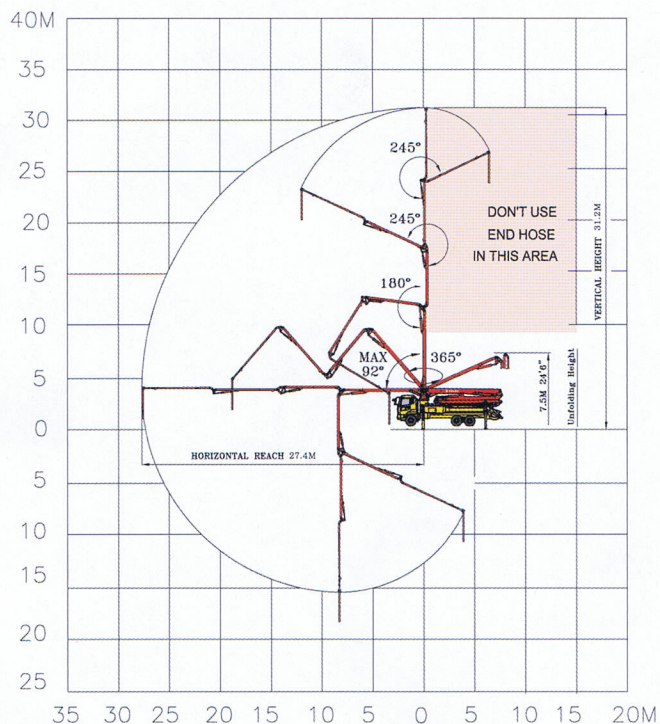 40M
35
30
25
20
15
10
5
0
5
10
15
20
25
245°
245°
180°
MAX
92°
365°
DON'T USE
END HOSE
IN THIS AREA
VERTICAL HEIGHT 31.2M
7.5M 24'6"
Unfolding Height
HORIZONTAL REACH 27.4M
35 30 25 20 15 10 5 0 5 10 15 20M